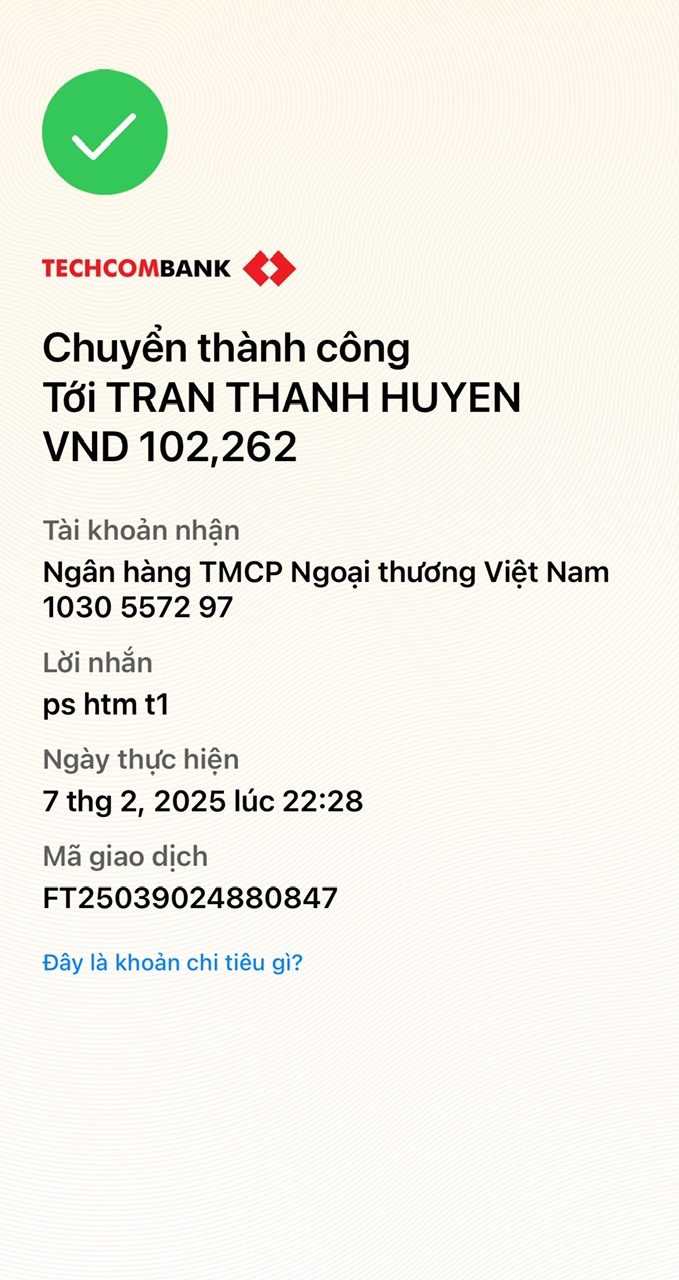 TECHCOMBANK
Chuyển thành công
Tới TRAN THANH HUYEN
VND 102,262
Tài khoản nhận
Ngân hàng TMCP Ngoại thương Việt Nam
1030 5572 97
Lời nhắn
ps htm t1
Ngày thực hiện
7 thg 2, 2025 lúc 22:28
Mã giao dịch
FT25039024880847
Đây là khoản chi tiêu gì?